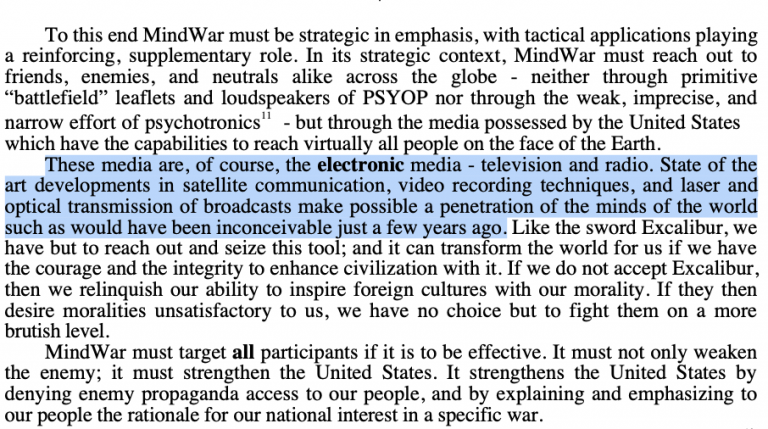 To this end MindWar must be strategic in emphasis, with tactical applications playing
a reinforcing, supplementary role. In its strategic context, MindWar must reach out to
friends, enemies, and neutrals alike across the globe - neither through primitive
“battlefield” leaflets and loudspeakers of PSYOP nor through the weak, imprecise, and
narrow effort of psychotronics11 - but through the media possessed by the United States
which have the capabilities to reach virtually all people on the face of the Earth.
These media are, of course, the electronic media - television and radio. State of the
art developments in satellite communication, video recording techniques, and laser and
optical transmission of broadcasts make possible a penetration of the minds of the world
such as would have been inconceivable just a few years ago. Like the sword Excalibur, we
have but to reach out and seize this tool; and it can transform the world for us if we have
the courage and the integrity to enhance civilization with it. If we do not accept Excalibur,
then we relinquish our ability to inspire foreign cultures with our morality. If they then
desire moralities unsatisfactory to us, we have no choice but to fight them on a more
brutish level.
MindWar must target all participants if it is to be effective. It must not only weaken
the enemy; it must strengthen the United States. It strengthens the United States by
denying enemy propaganda access to our people, and by explaining and emphasizing to
our people the rationale for our national interest in a specific war.